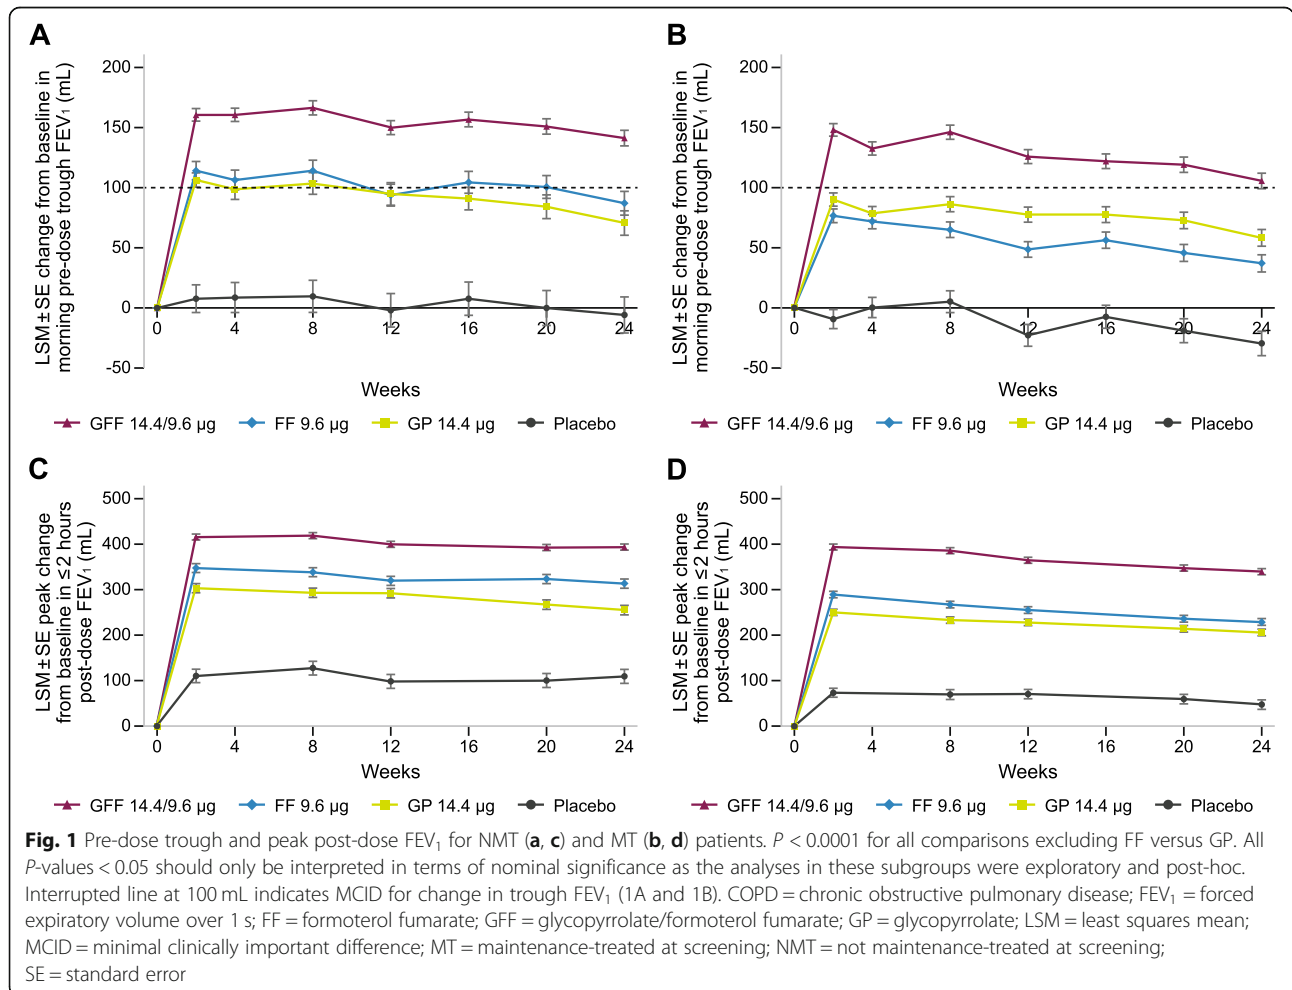 A
LSM±SE change from baseline in
morning pre-dose trough FEV₁ (mL)
200
150
100
50
0
-50
0 4 8 12 16 20 24
Weeks
GFF 14.4/9.6 µg FF 9.6 µg GP 14.4 µg Placebo
B
LSM±SE change from baseline in
morning pre-dose trough FEV₁ (mL)
200
150
100
50
0
-50
0 4 8 12 16 20 24
Weeks
GFF 14.4/9.6 µg FF 9.6 µg GP 14.4 µg Placebo
C
LSM±SE peak change
from baseline in ≤2 hours
post-dose FEV₁ (mL)
500
400
300
200
100
0
0 4 8 12 16 20 24
Weeks
GFF 14.4/9.6 µg FF 9.6 µg GP 14.4 µg Placebo
D
LSM±SE peak change
from baseline in ≤2 hours
post-dose FEV₁ (mL)
500
400
300
200
100
0
0 4 8 12 16 20 24
Weeks
GFF 14.4/9.6 µg FF 9.6 µg GP 14.4 µg Placebo
Fig. 1 Pre-dose trough and peak post-dose FEV₁ for NMT (a, c) and MT (b, d) patients. P < 0.0001 for all comparisons excluding FF versus GP. All
P-values < 0.05 should only be interpreted in terms of nominal significance as the analyses in these subgroups were exploratory and post-hoc.
Interrupted line at 100 mL indicates MCID for change in trough FEV₁ (1A and 1B). COPD = chronic obstructive pulmonary disease; FEV₁ = forced
expiratory volume over 1 s; FF = formoterol fumarate; GFF = glycopyrrolate/formoterol fumarate; GP = glycopyrrolate; LSM = least squares mean;
MCID = minimal clinically important difference; MT = maintenance-treated at screening; NMT = not maintenance-treated at screening;
SE = standard error